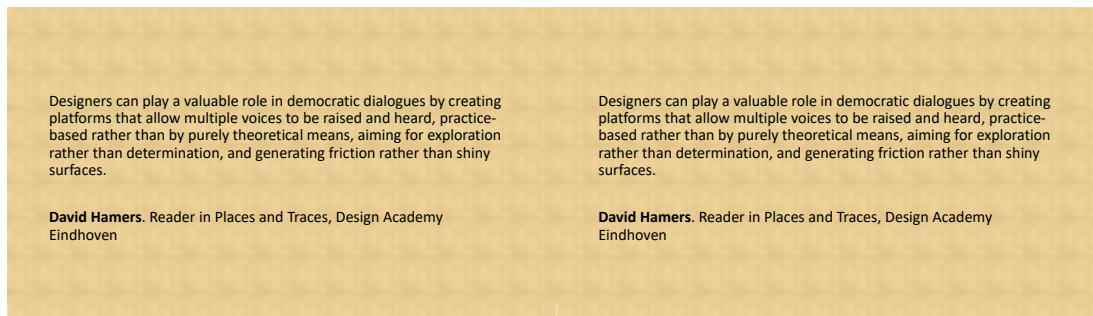 Designers can play a valuable role in democratic dialogues by creating
platforms that allow multiple voices to be raised and heard, practice-
based rather than by purely theoretical means, aiming for exploration
rather than determination, and generating friction rather than shiny
surfaces.
David Hamers. Reader in Places and Traces, Design Academy
Eindhoven
Designers can play a valuable role in democratic dialogues by creating
platforms that allow multiple voices to be raised and heard, practice-
based rather than by purely theoretical means, aiming for exploration
rather than determination, and generating friction rather than shiny
surfaces.
David Hamers. Reader in Places and Traces, Design Academy
Eindhoven